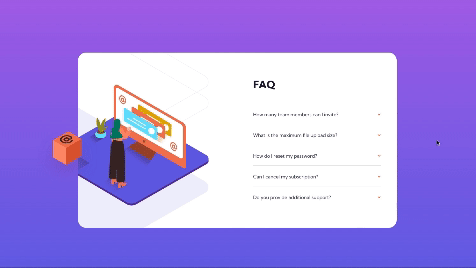 FAQ
How many team members can I invite?
What is the maximum file upload size?
How do I reset my password?
Can I cancel my subscription?
Do you provide additional support?